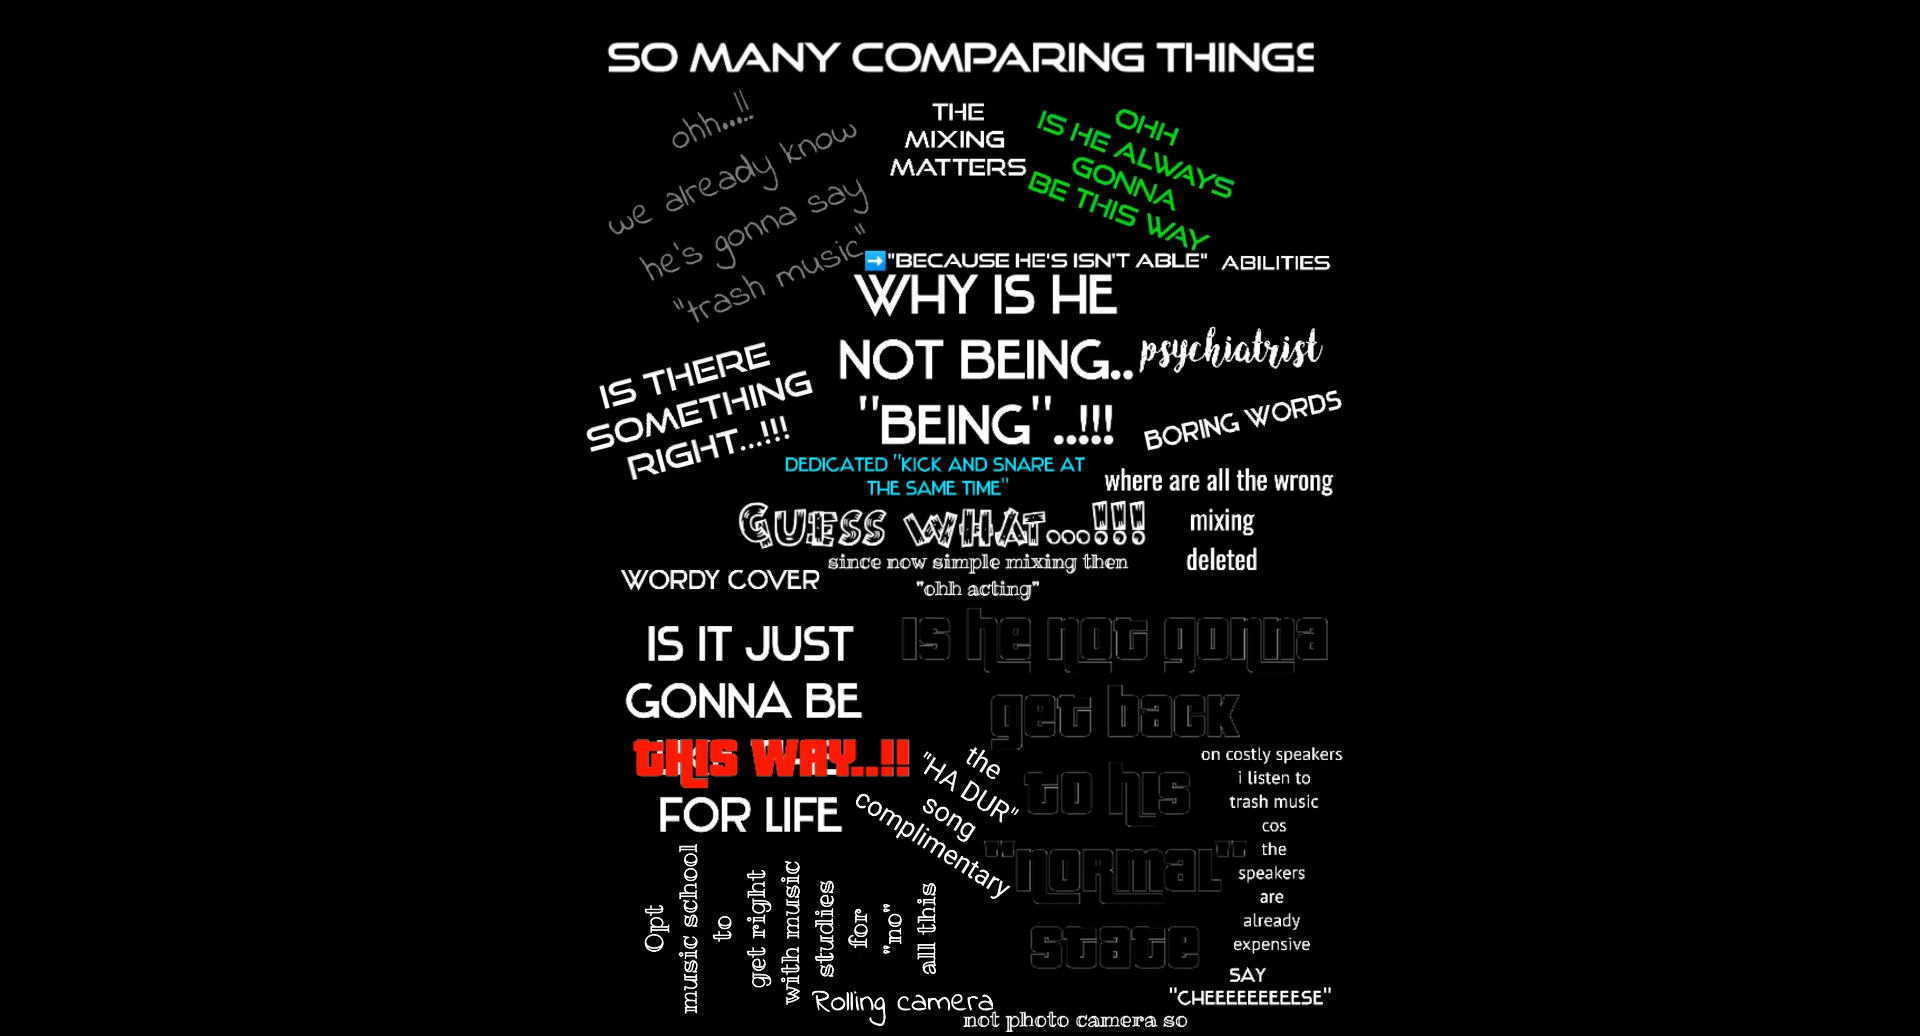 SO MANY COMPARING THINGS
ohh.....!!
we already know
he's gonna say
"trash music"
THE
MIXING
MATTERS
OHH
IS HE ALWAYS
GONNA
BE THIS WAY
➡"BECAUSE HE'S ISN'T ABLE" ABILITIES
WHY IS HE
NOT BEING..
"BEING"..!!!
psychiatrist
IS THERE
SOMETHING
RIGHT...!!!
BORING WORDS
DEDICATED "KICK AND SNARE AT
THE SAME TIME"
where are all the wrong
mixing
deleted
GUESS WHAT...!!!
since now simple mixing then
"ohh acting"
WORDY COVER
IS IT JUST
GONNA BE
THIS WAY..!!
FOR LIFE
is he not gonna
get back
to his
"normal"
state
the
"HA DUR"
song
complimentary
on costly speakers
i listen to
trash music
cos
the
speakers
are
already
expensive
Opt
music school
to
get right
with music
studies
for
"no"
all this
SAY
"CHEEEEEEEEESE"
Rolling camera
not photo camera so